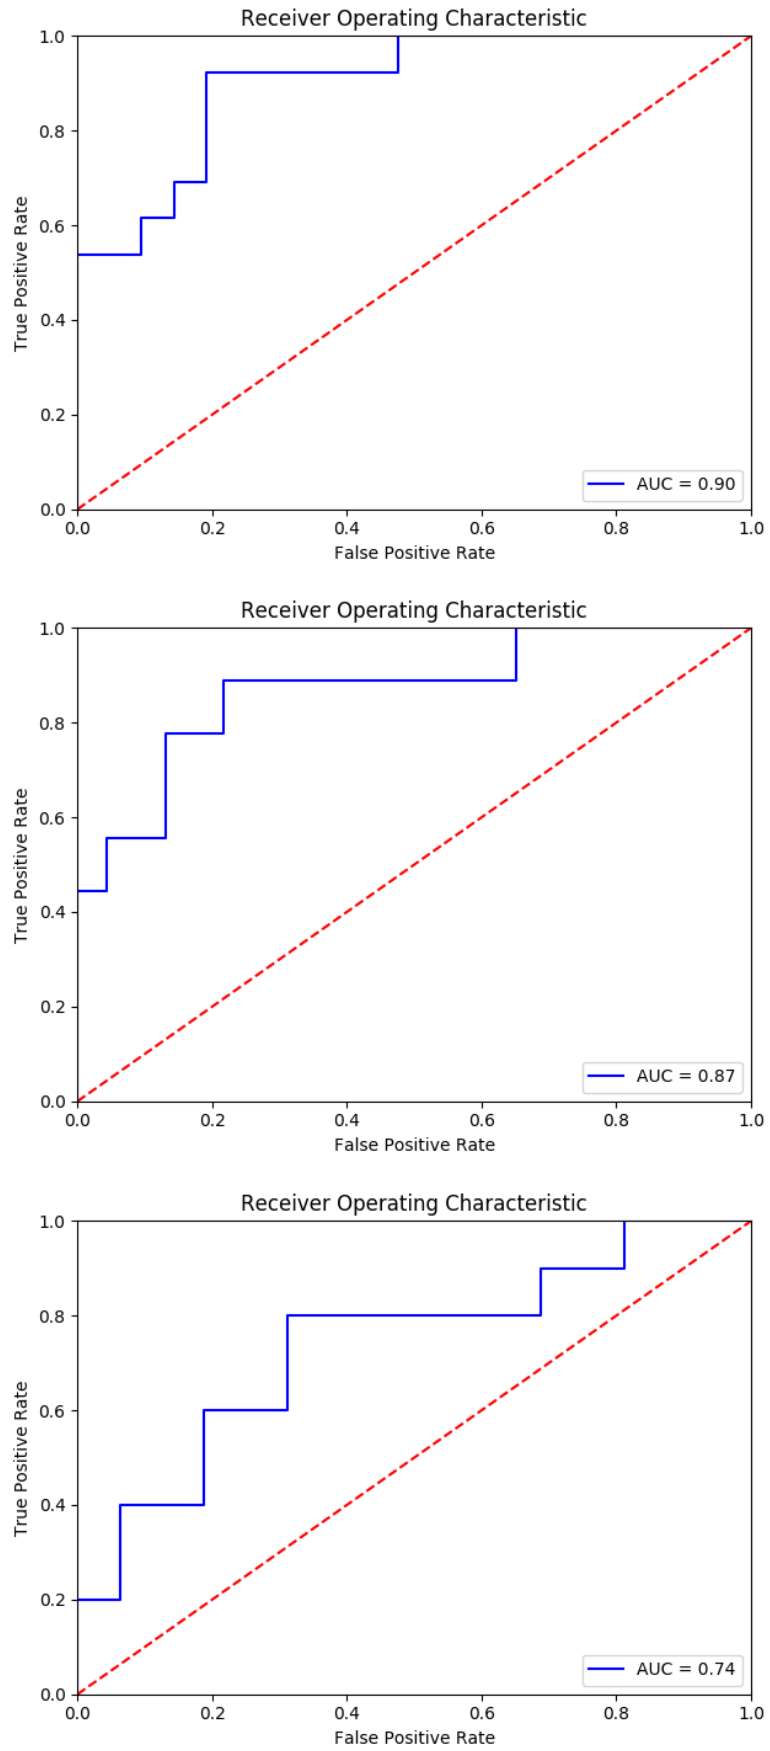 Receiver Operating Characteristic
1.0
0.8
0.6
0.4
0.2
0.0
True Positive Rate
AUC = 0.90
0.0 0.2 0.4 0.6 0.8 1.0
False Positive Rate
Receiver Operating Characteristic
1.0
0.8
0.6
0.4
0.2
0.0
True Positive Rate
AUC = 0.87
0.0 0.2 0.4 0.6 0.8 1.0
False Positive Rate
Receiver Operating Characteristic
1.0
0.8
0.6
0.4
0.2
0.0
True Positive Rate
AUC = 0.74
0.0 0.2 0.4 0.6 0.8 1.0
False Positive Rate